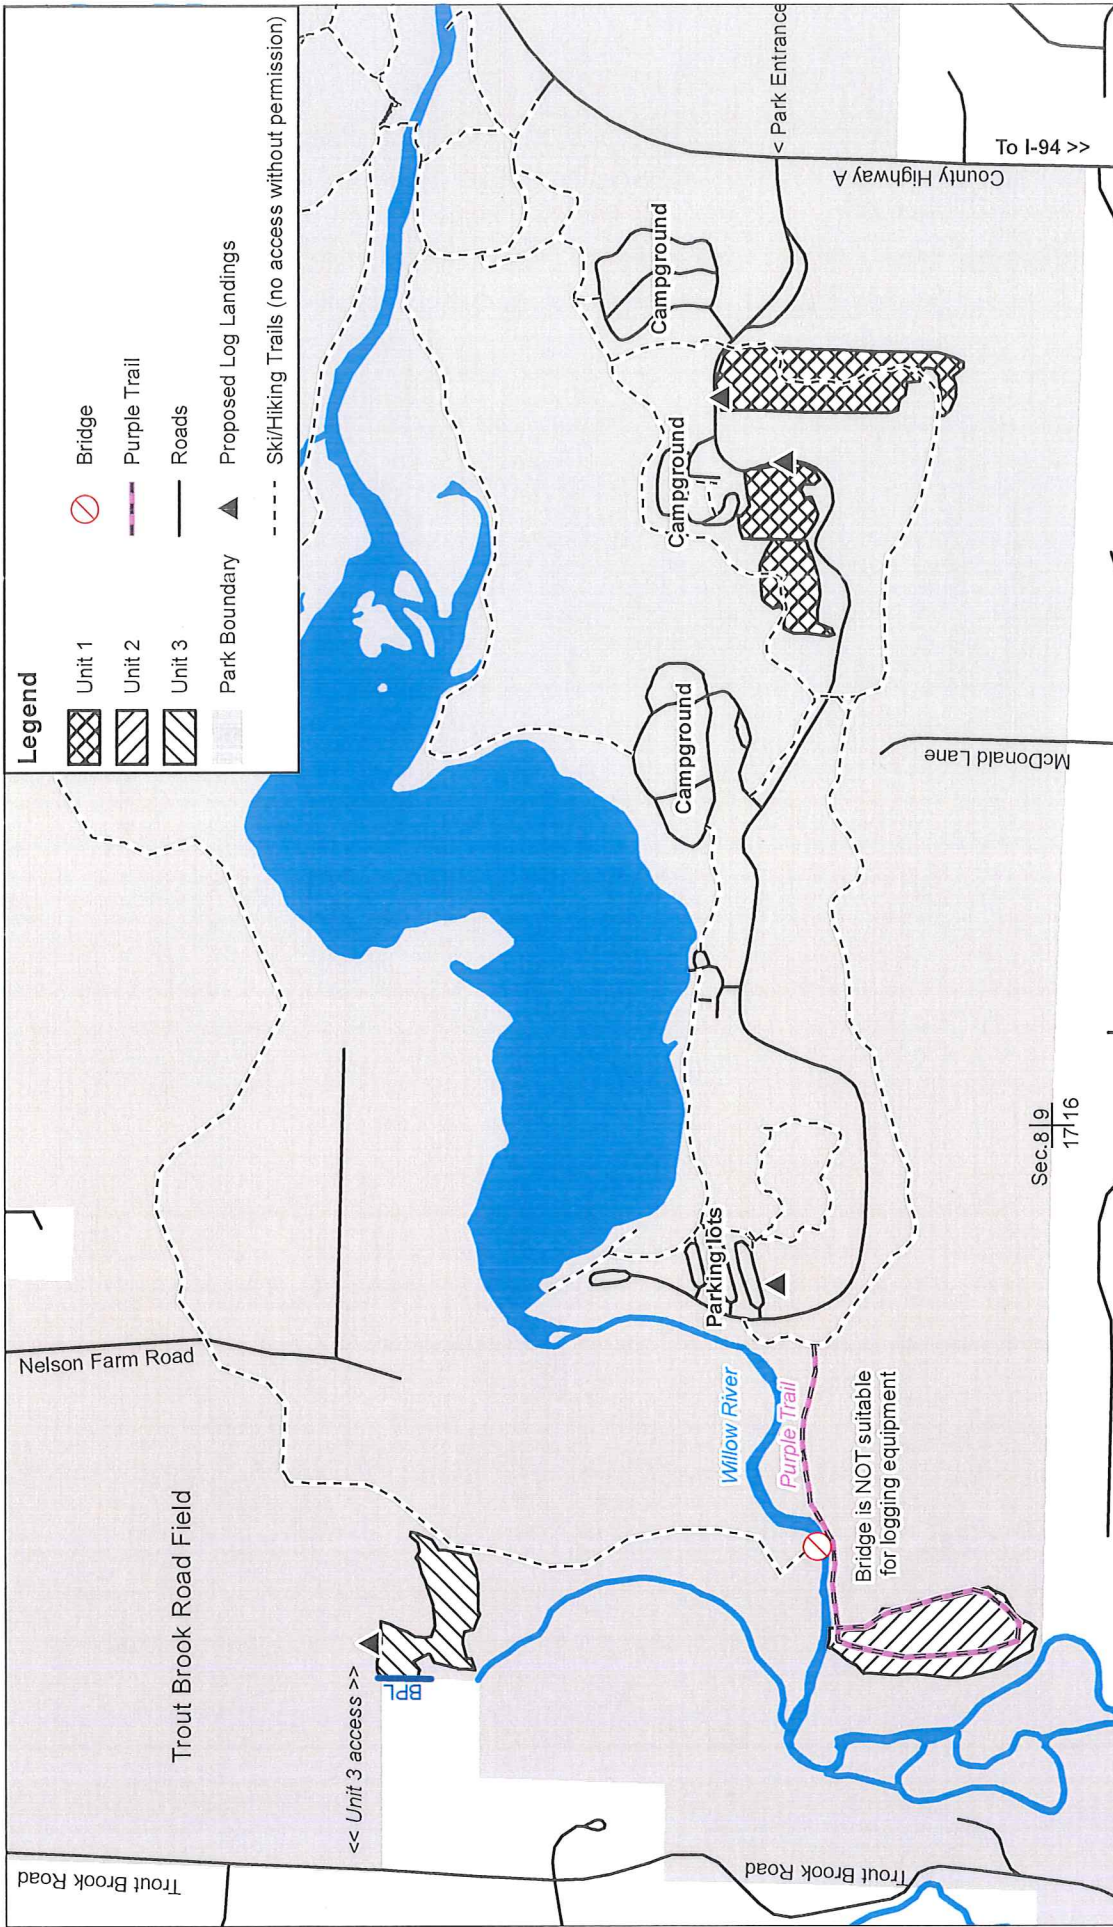 Legend
Unit 1
Unit 2
Unit 3
Park Boundary
Bridge
Purple Trail
Roads
Proposed Log Landings
Ski/Hiking Trails (no access without permission)
Trout Brook Road
Nelson Farm Road
Trout Brook Road Field
<< Unit 3 access >>
BPL
Campground
Campground
Campground
< Park Entrance
County Highway A
To I-94 >>
McDonald Lane
Parking lots
Willow River
Purple Trail
Bridge is NOT suitable
for logging equipment
Trout Brook Road
Sec.8|9
17|16